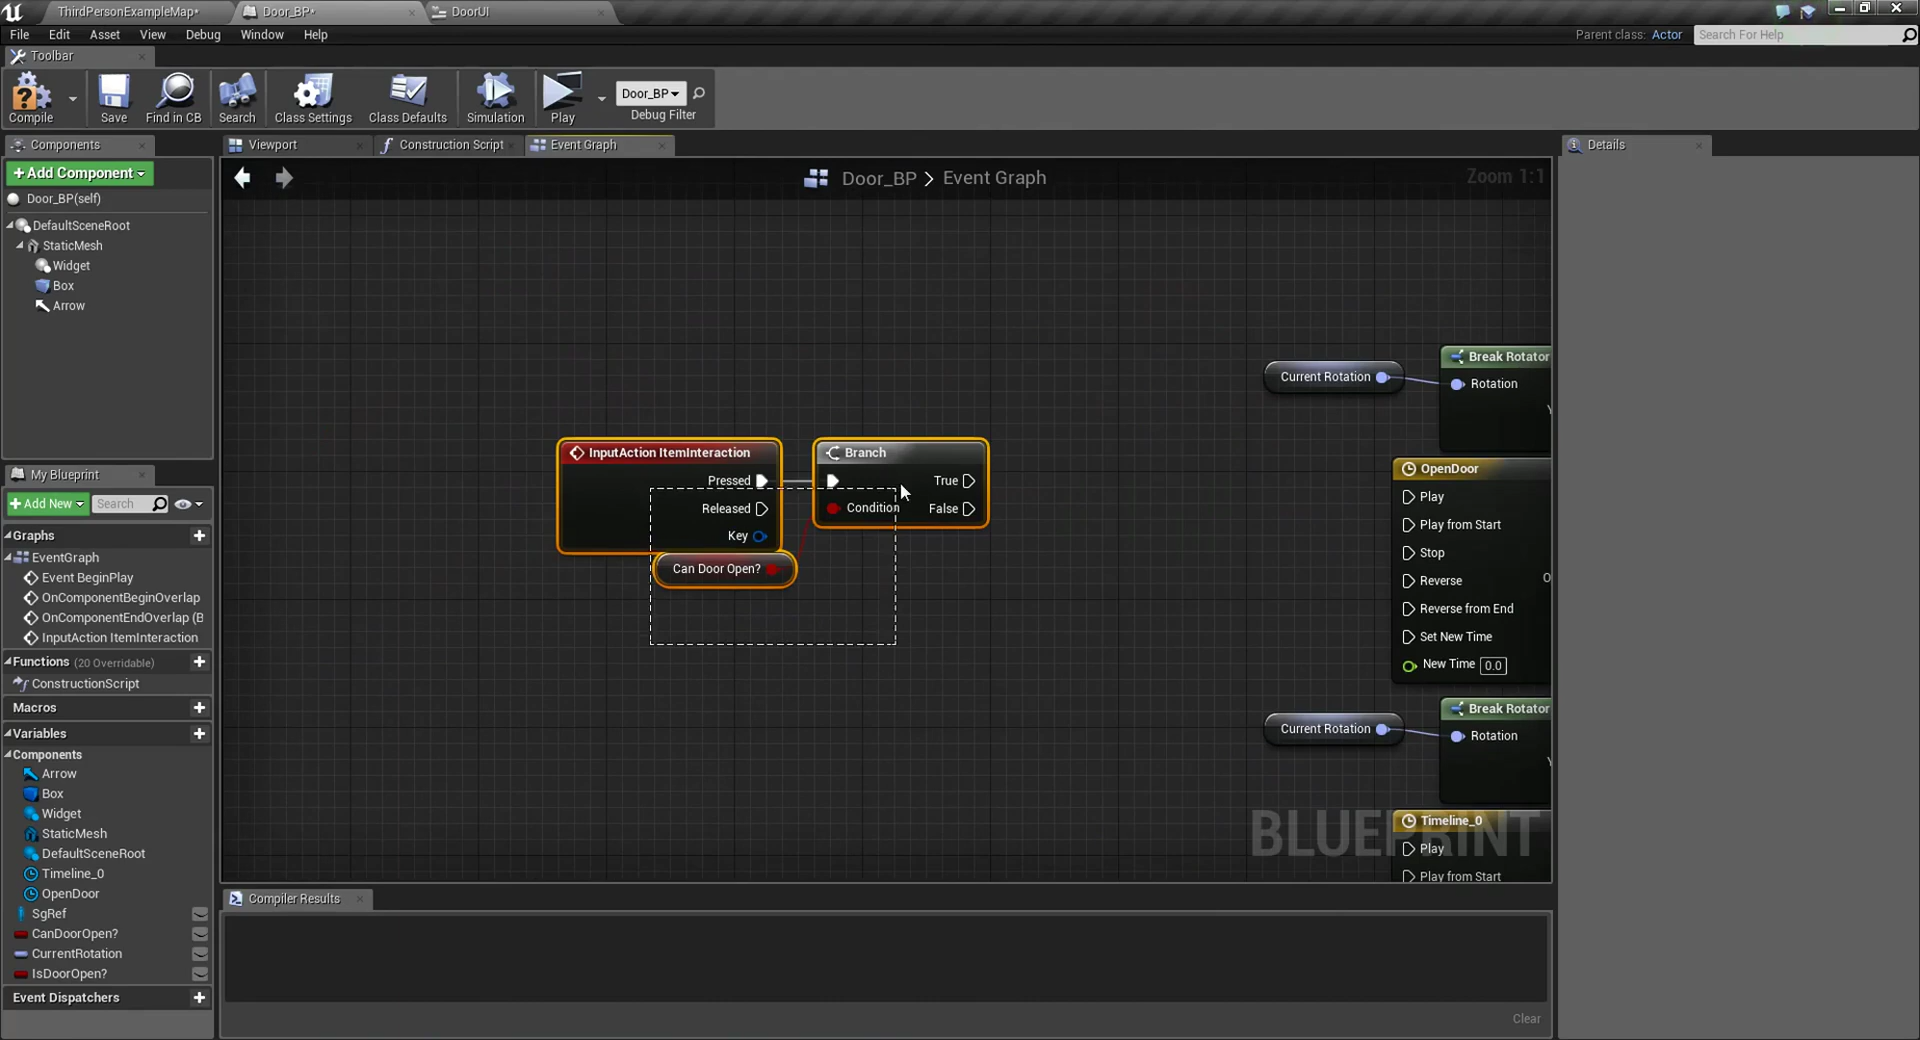 ThirdPersonExampleMap*
Door_BP*
DoorUI
File Edit Asset View Debug Window Help
Parent class: Actor
Search For Help
Toolbar
Compile
Save
Find in CB
Search
Class Settings
Class Defaults
Simulation
Play
Door_BP
Debug Filter
Components
+Add Component
Door_BP(self)
DefaultSceneRoot
StaticMesh
Widget
Box
Arrow
My Blueprint
+Add New
Search
Graphs
EventGraph
Event BeginPlay
OnComponentBeginOverlap
OnComponentEndOverlap (B
InputAction ItemInteraction
Functions (20 Overridable)
ConstructionScript
Macros
Variables
Components
Arrow
Box
Widget
StaticMesh
DefaultSceneRoot
Timeline_0
OpenDoor
SgRef
CanDoorOpen?
CurrentRotation
IsDoorOpen?
Event Dispatchers
Viewport
Construction Script
Event Graph
Door_BP > Event Graph
Zoom 1:1
InputAction ItemInteraction
Pressed
Released
Key
Can Door Open?
Branch
True
Condition
False
Current Rotation
Break Rotator
Rotation
OpenDoor
Play
Play from Start
Stop
Reverse
Reverse from End
Set New Time
New Time 0.0
Current Rotation
Break Rotator
Rotation
Timeline_0
Play
Play from Start
BLUEPRINT
Compiler Results
Clear
Details